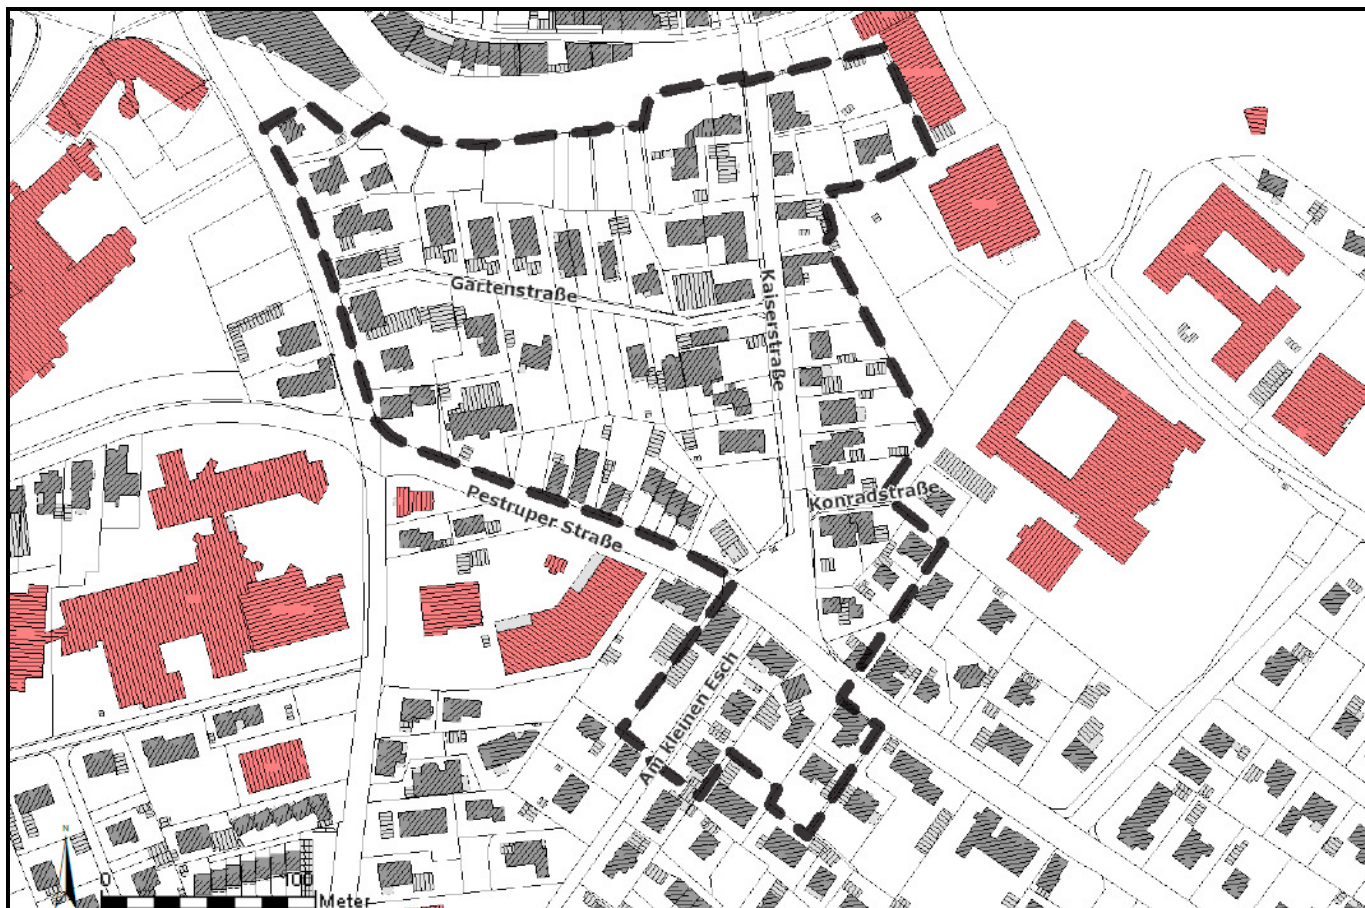 Gartenstraße
Kaiserstraße
Konradstraße
Pestruper Straße
Am kleinen Esch
N
0 100 Meter